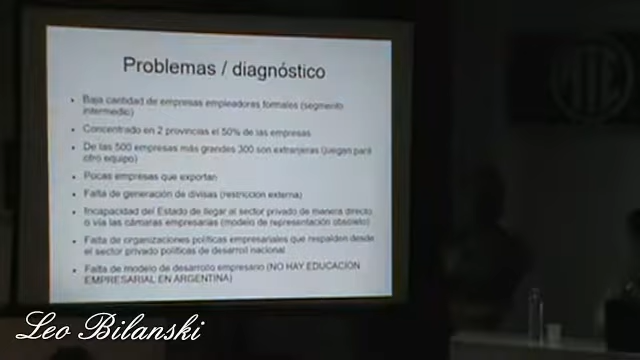 Problemas / diagnóstico
• Baja cantidad de empresas empleadoras formales (segmento
intermedio)
• Concentrado en 2 provincias el 50% de las empresas
• De las 500 empresas más grandes 300 son extranjeras (juegan para
otro equipo)
• Pocas empresas que exportan
• Falta de generación de divisas (restricción externa)
• Incapacidad del Estado de llegar al sector privado de manera directo
o vía las cámaras empresarias (modelo de representación obsoleto)
• Falta de organizaciones políticas empresariales que respalden desde
el sector privado políticas de desarroll nacional
• Falta de modelo de desarrollo empresario (NO HAY EDUCACIÓN
EMPRESARIAL EN ARGENTINA)
Leo Bilanski